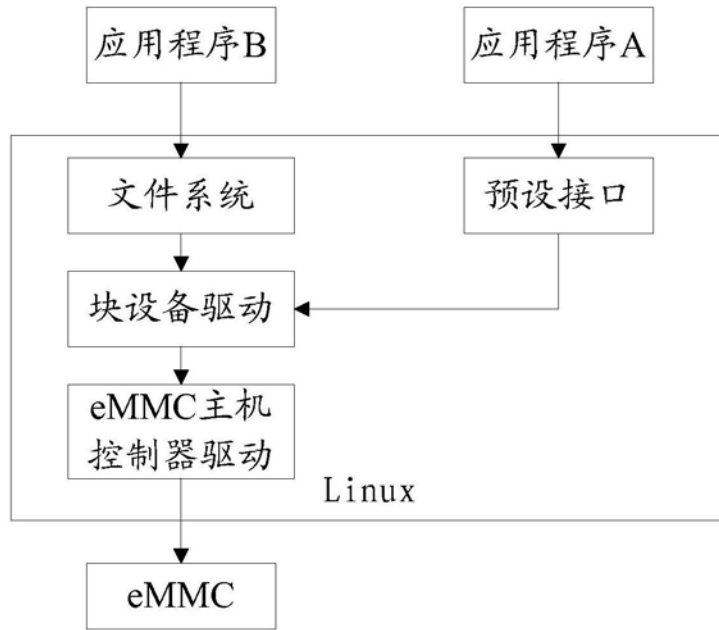 应用程序B
应用程序A
文件系统
预设接口
块设备驱动
eMMC主机
控制器驱动
Linux
eMMC